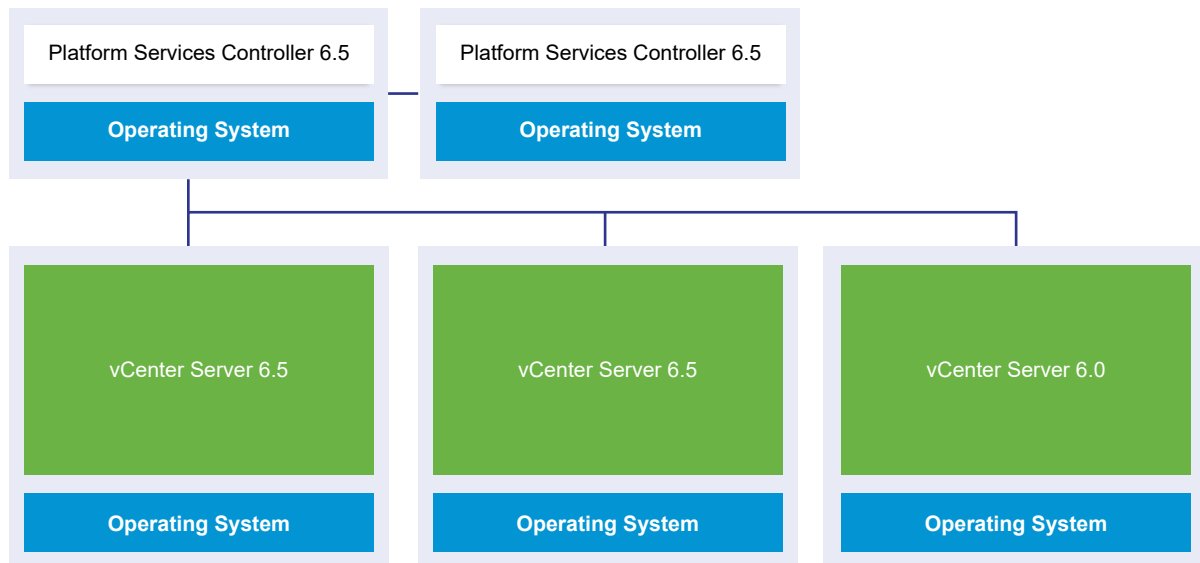 Platform Services Controller 6.5
Platform Services Controller 6.5
Operating System
Operating System
vCenter Server 6.5
vCenter Server 6.5
vCenter Server 6.0
Operating System
Operating System
Operating System